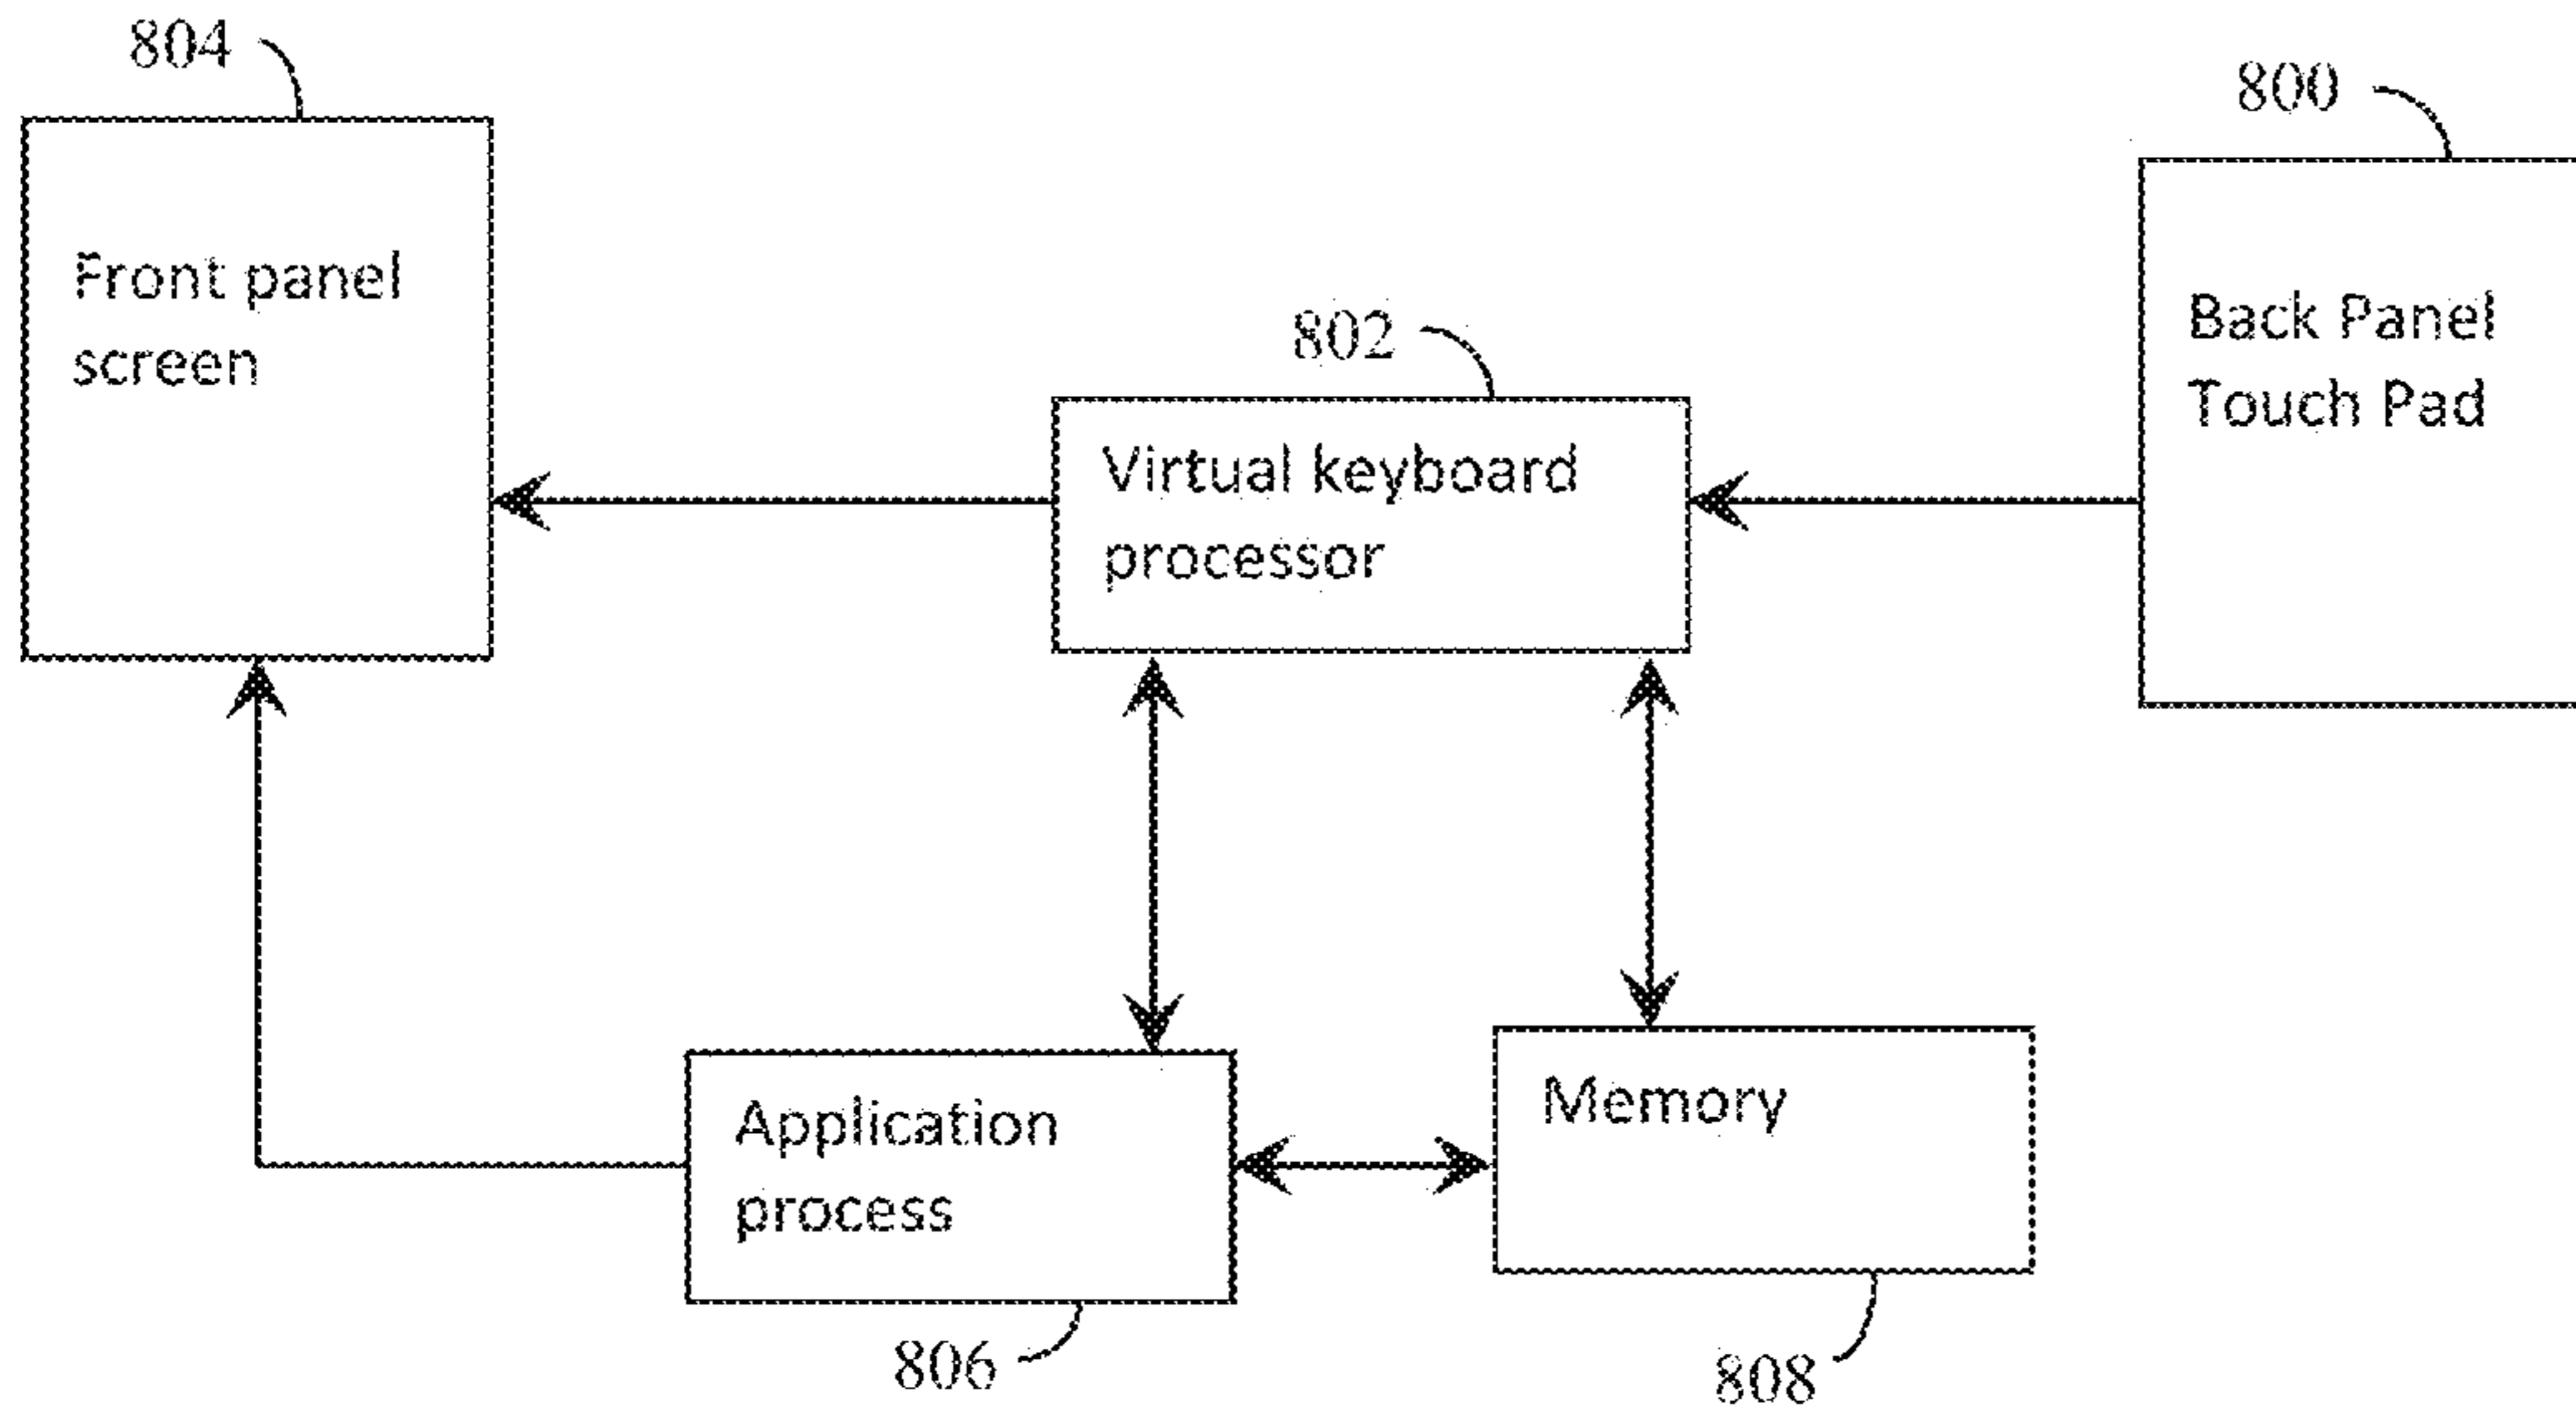 804
Front panel
screen
800
Back Panel
Touch Pad
802
Virtual keyboard
processor
Application
process
806
Memory
808